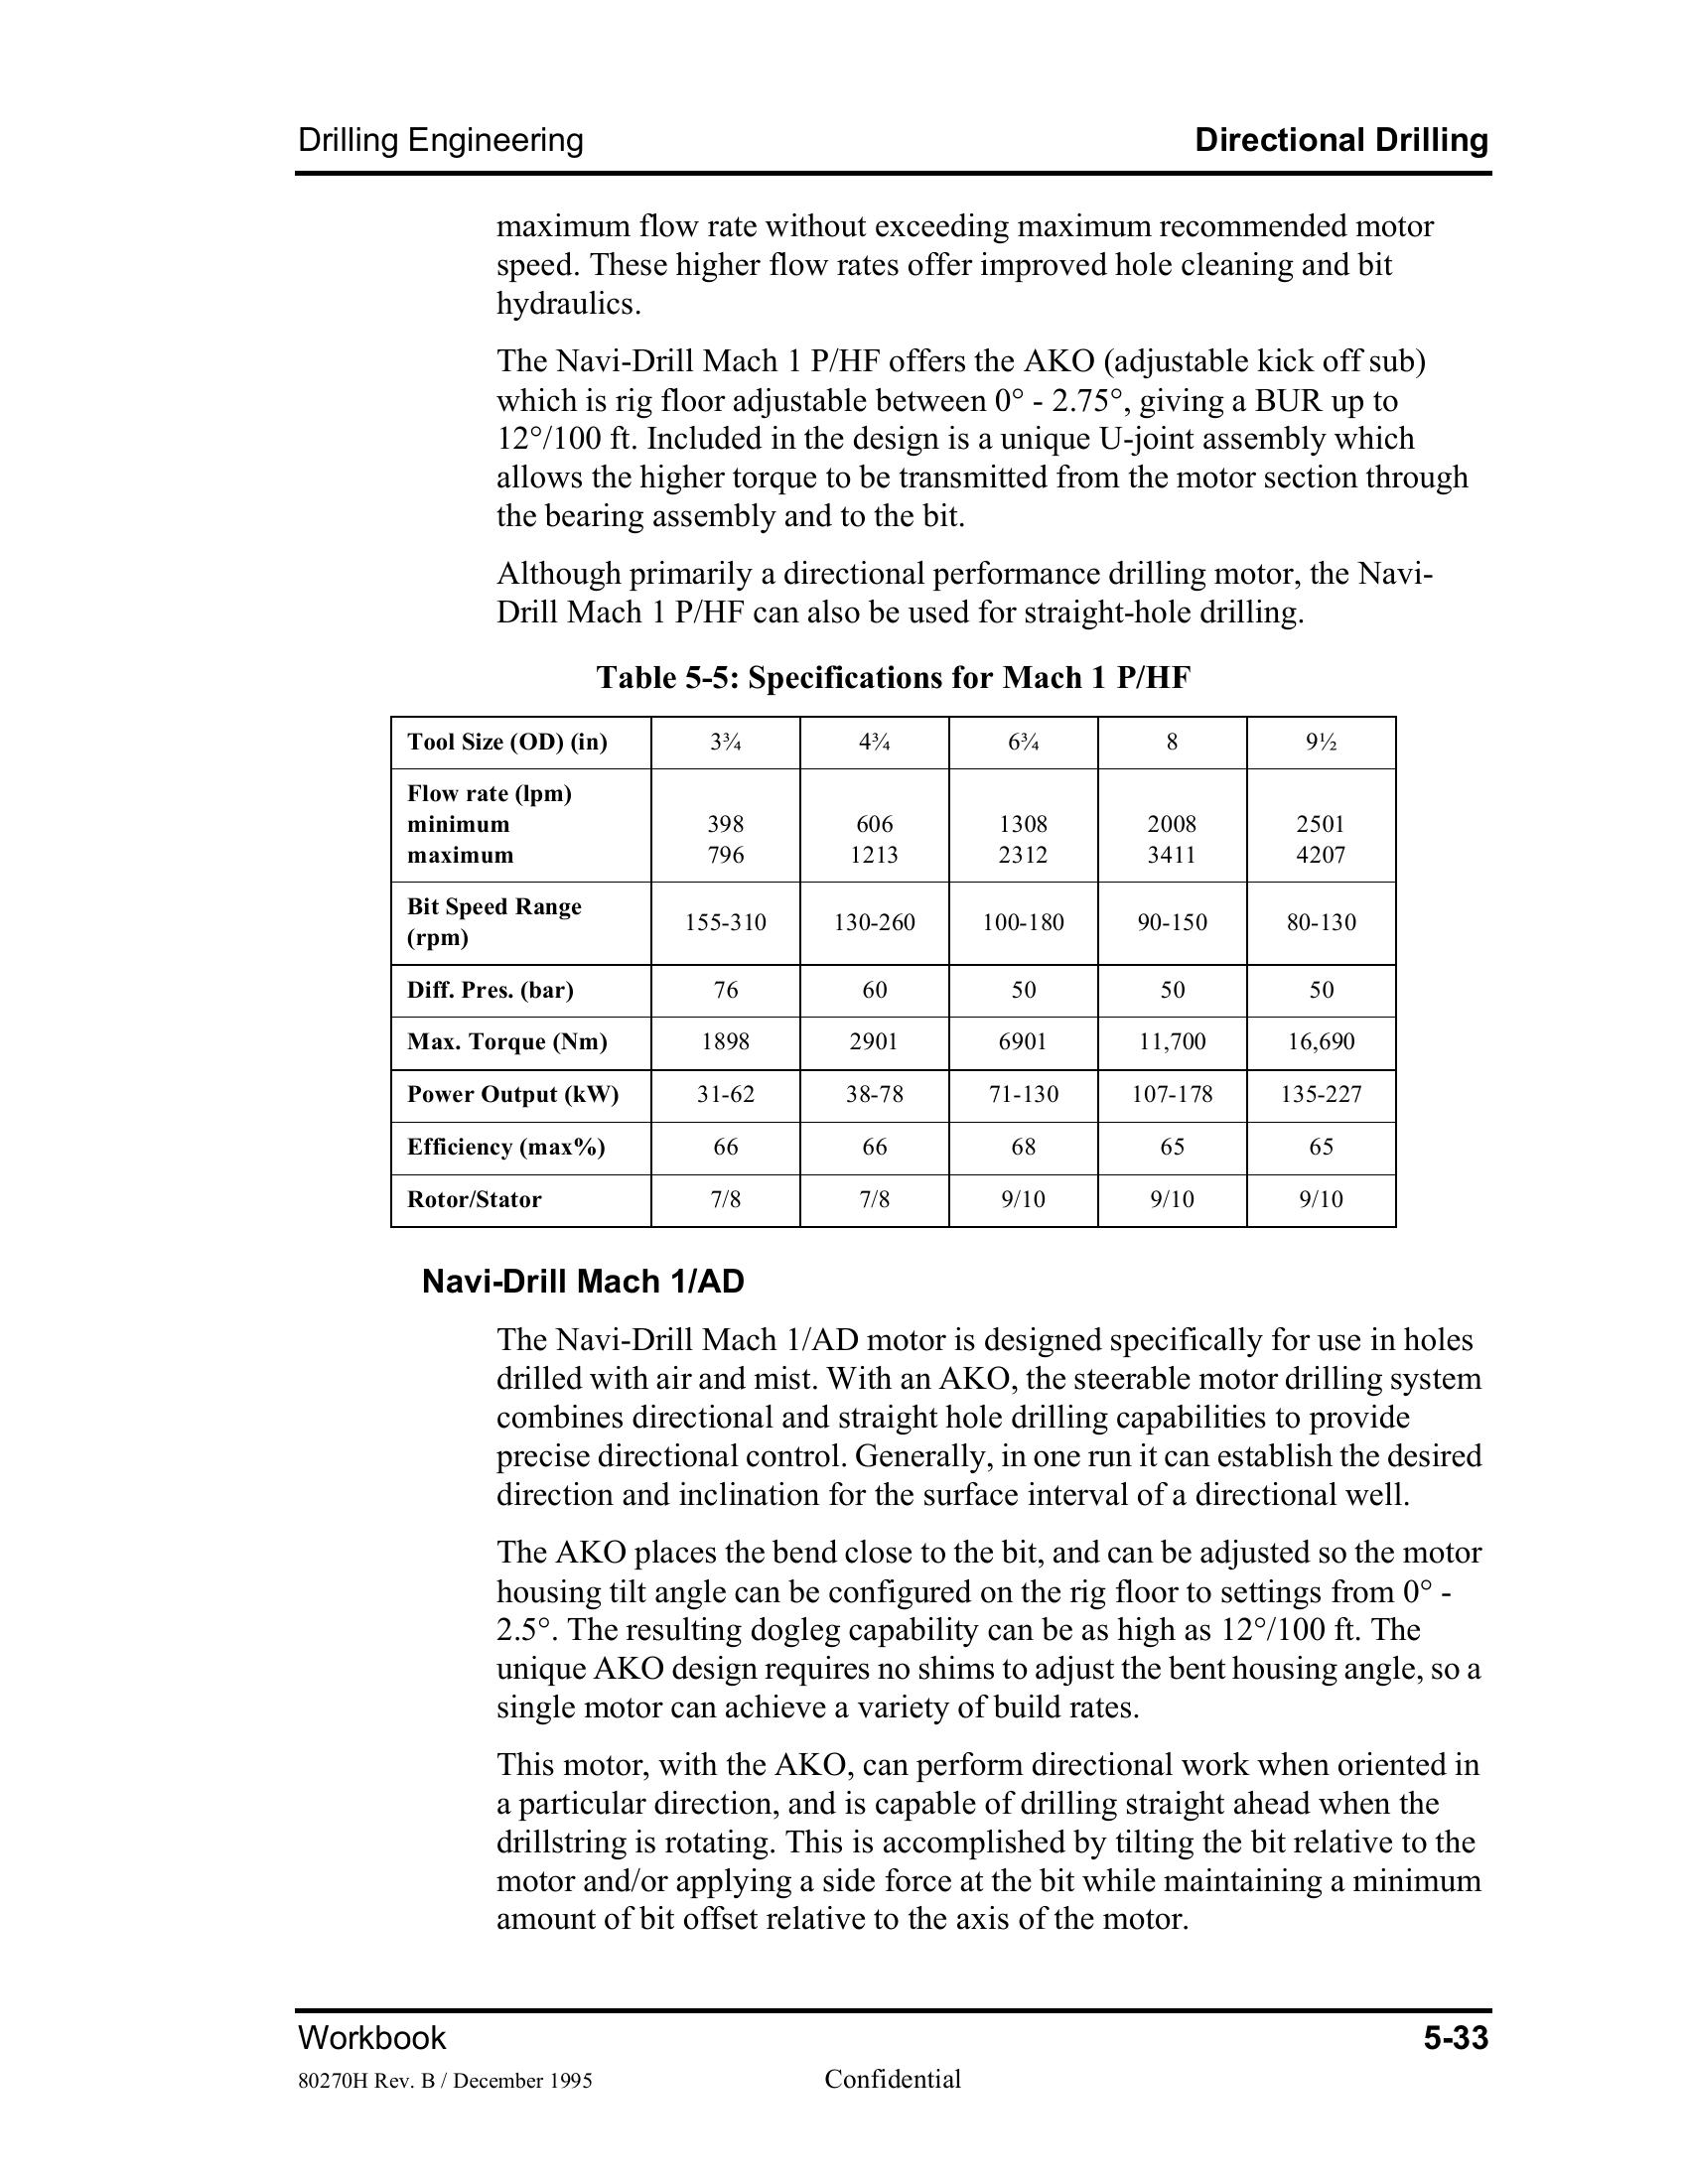 Drilling Engineering Directional Drilling
maximum flow rate without exceeding maximum recommended motor
speed. These higher flow rates offer improved hole cleaning and bit
hydraulics.
The Navi-Drill Mach 1 P/HF offers the AKO (adjustable kick off sub)
which is rig floor adjustable between 0° - 2.75°, giving a BUR up to
12°/100 ft. Included in the design is a unique U-joint assembly which
allows the higher torque to be transmitted from the motor section through
the bearing assembly and to the bit.
Although primarily a directional performance drilling motor, the Navi-
Drill Mach 1 P/HF can also be used for straight-hole drilling.
Table 5-5: Specifications for Mach 1 P/HF
Tool Size (OD) (in) 3¾ 4¾ 6¾ 8 9½
Flow rate (lpm)
minimum 398 606 1308 2008 2501
maximum 796 1213 2312 3411 4207
Bit Speed Range
(rpm) 155-310 130-260 100-180 90-150 80-130
Diff. Pres. (bar) 76 60 50 50 50
Max. Torque (Nm) 1898 2901 6901 11,700 16,690
Power Output (kW) 31-62 38-78 71-130 107-178 135-227
Efficiency (max%) 66 66 68 65 65
Rotor/Stator 7/8 7/8 9/10 9/10 9/10
Navi-Drill Mach 1/AD
The Navi-Drill Mach 1/AD motor is designed specifically for use in holes
drilled with air and mist. With an AKO, the steerable motor drilling system
combines directional and straight hole drilling capabilities to provide
precise directional control. Generally, in one run it can establish the desired
direction and inclination for the surface interval of a directional well.
The AKO places the bend close to the bit, and can be adjusted so the motor
housing tilt angle can be configured on the rig floor to settings from 0° -
2.5°. The resulting dogleg capability can be as high as 12°/100 ft. The
unique AKO design requires no shims to adjust the bent housing angle, so a
single motor can achieve a variety of build rates.
This motor, with the AKO, can perform directional work when oriented in
a particular direction, and is capable of drilling straight ahead when the
drillstring is rotating. This is accomplished by tilting the bit relative to the
motor and/or applying a side force at the bit while maintaining a minimum
amount of bit offset relative to the axis of the motor.
Workbook 5-33
80270H Rev. B / December 1995 Confidential